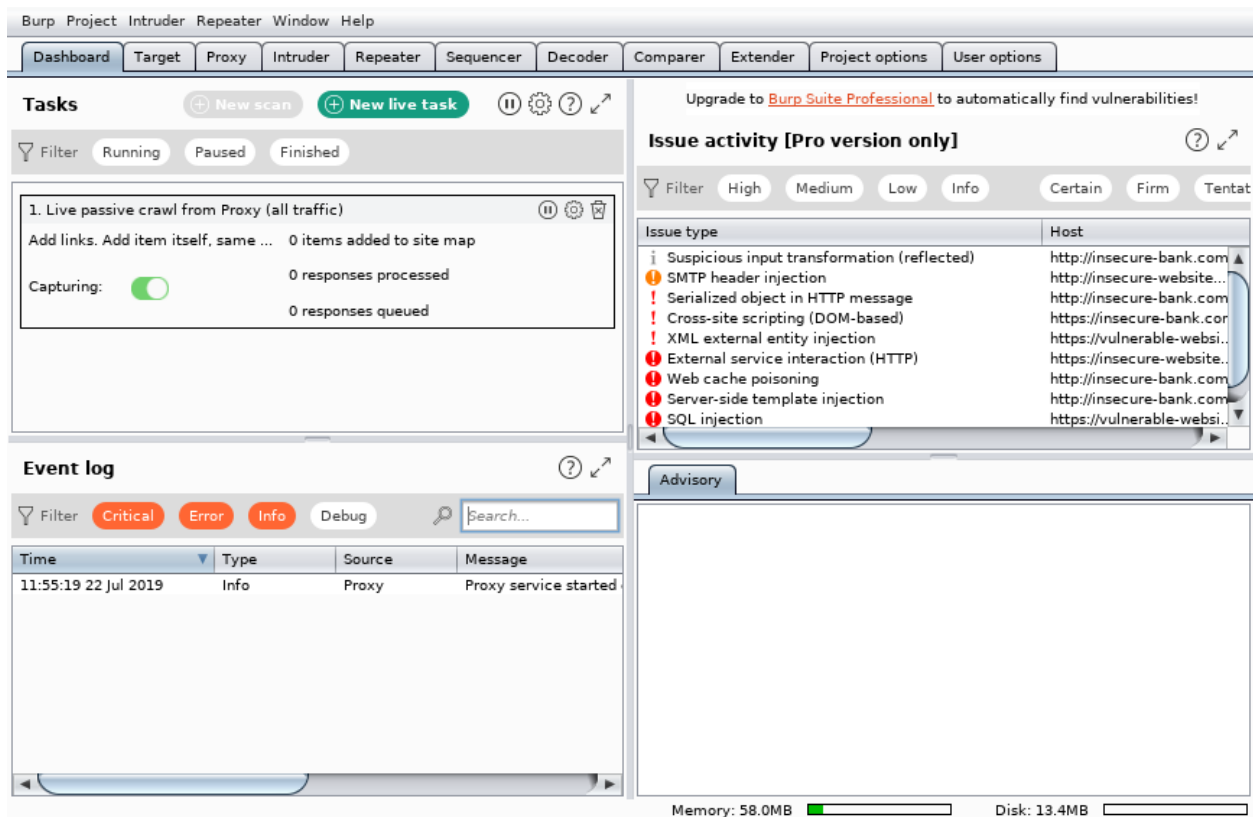 Burp Project Intruder Repeater Window Help
Dashboard Target Proxy Intruder Repeater Sequencer Decoder Comparer Extender Project options User options
Tasks
New scan
New live task
Filter Running Paused Finished
1. Live passive crawl from Proxy (all traffic)
Add links. Add item itself, same ... 0 items added to site map
0 responses processed
Capturing:
0 responses queued
Event log
Filter Critical Error Info Debug Search...
Time Type Source Message
11:55:19 22 Jul 2019 Info Proxy Proxy service started
Upgrade to Burp Suite Professional to automatically find vulnerabilities!
Issue activity [Pro version only]
Filter High Medium Low Info Certain Firm Tentat
Issue type Host
Suspicious input transformation (reflected) http://insecure-bank.com
SMTP header injection http://insecure-website...
Serialized object in HTTP message http://insecure-bank.com
Cross-site scripting (DOM-based) https://insecure-bank.cor
XML external entity injection https://vulnerable-websi..
External service interaction (HTTP) https://insecure-website..
Web cache poisoning http://insecure-bank.com
Server-side template injection http://insecure-bank.com
SQL injection https://vulnerable-websi..
Advisory
Memory: 58.0MB Disk: 13.4MB